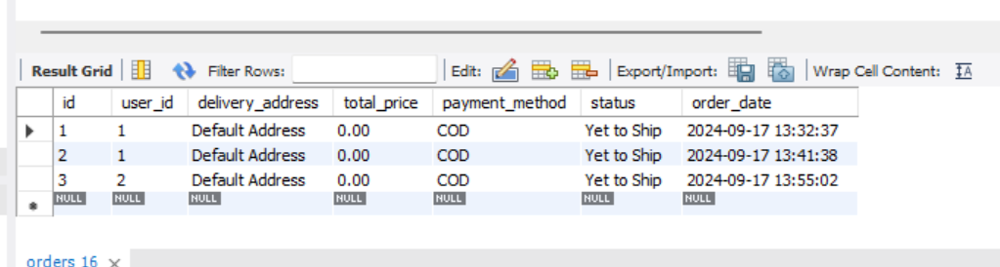 Result Grid Filter Rows: Edit: Export/Import: Wrap Cell Content: IA
id user_id delivery_address total_price payment_method status order_date
1 1 Default Address 0.00 COD Yet to Ship 2024-09-17 13:32:37
2 1 Default Address 0.00 COD Yet to Ship 2024-09-17 13:41:38
3 2 Default Address 0.00 COD Yet to Ship 2024-09-17 13:55:02
NULL NULL NULL NULL NULL NULL NULL
orders 16